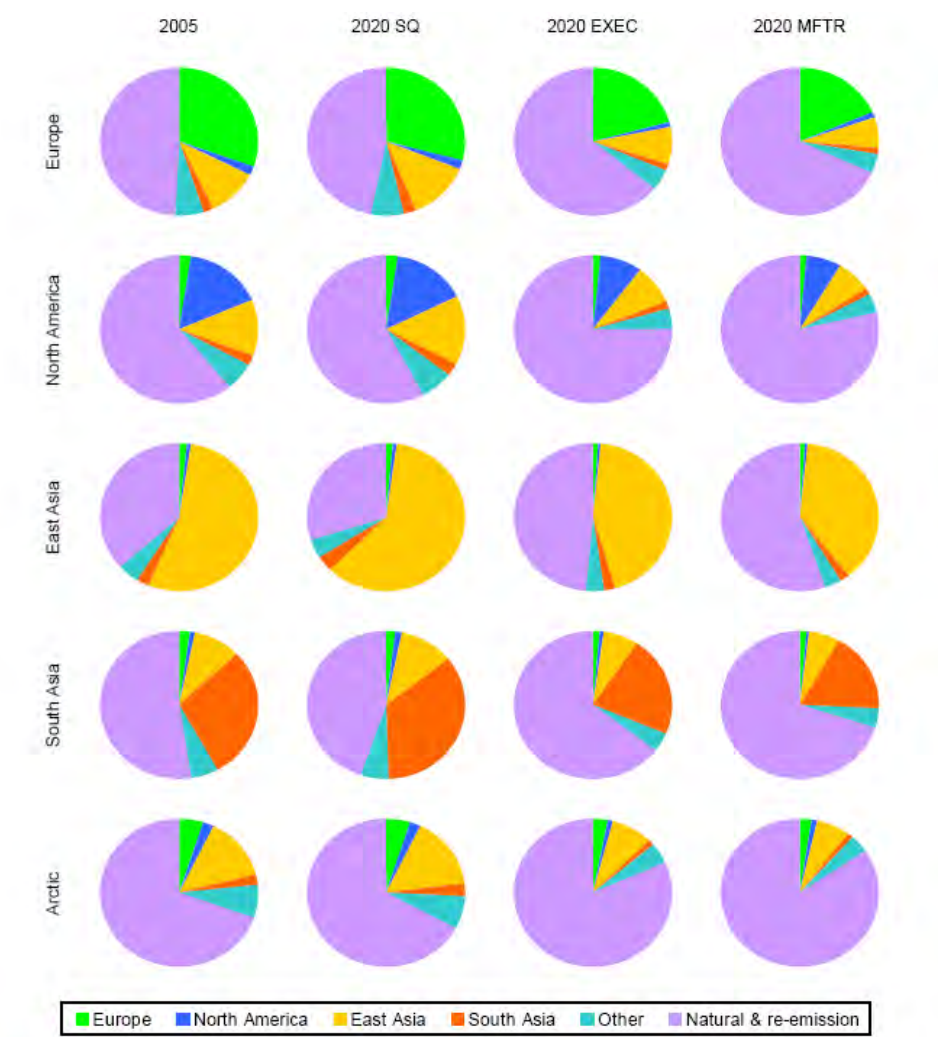 2005 2020 SQ 2020 EXEC 2020 MFTR
Europe
North America
East Asia
South Asia
Arctic
Europe North America East Asia South Asia Other Natural & re-emission